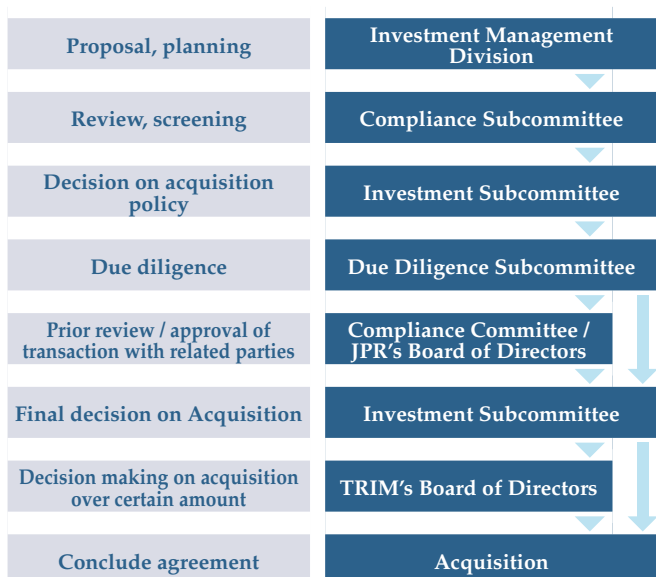 Proposal, planning
Investment Management
Division
Review, screening
Compliance Subcommittee
Decision on acquisition
policy
Investment Subcommittee
Due diligence
Due Diligence Subcommittee
Prior review / approval of
transaction with related parties
Compliance Committee /
JPR's Board of Directors
Final decision on Acquisition
Investment Subcommittee
Decision making on acquisition
over certain amount
TRIM's Board of Directors
Conclude agreement
Acquisition